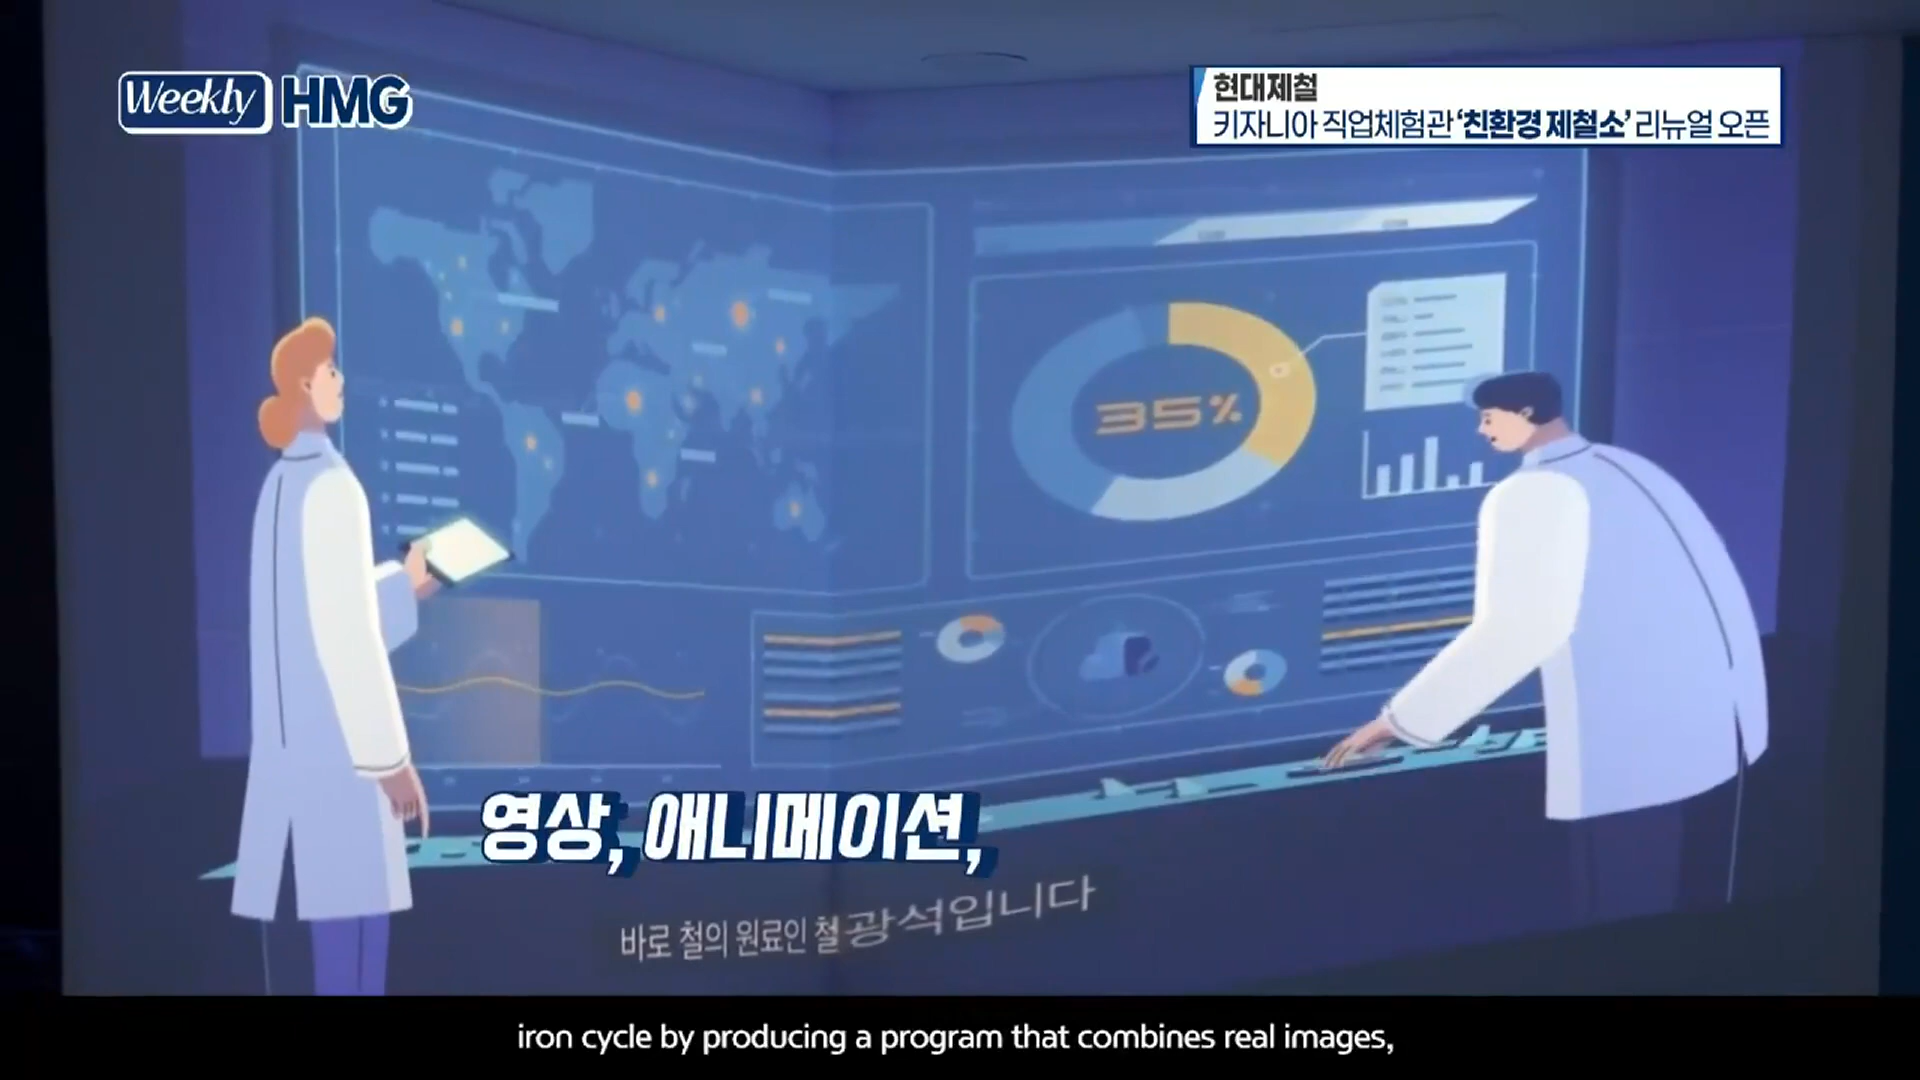 Weekly HMG
현대제철
키자니아 직업체험관 '친환경 제철소' 리뉴얼 오픈
35%
영상, 애니메이션,
바로 철의 원료인 철광석입니다
iron cycle by producing a program that combines real images,